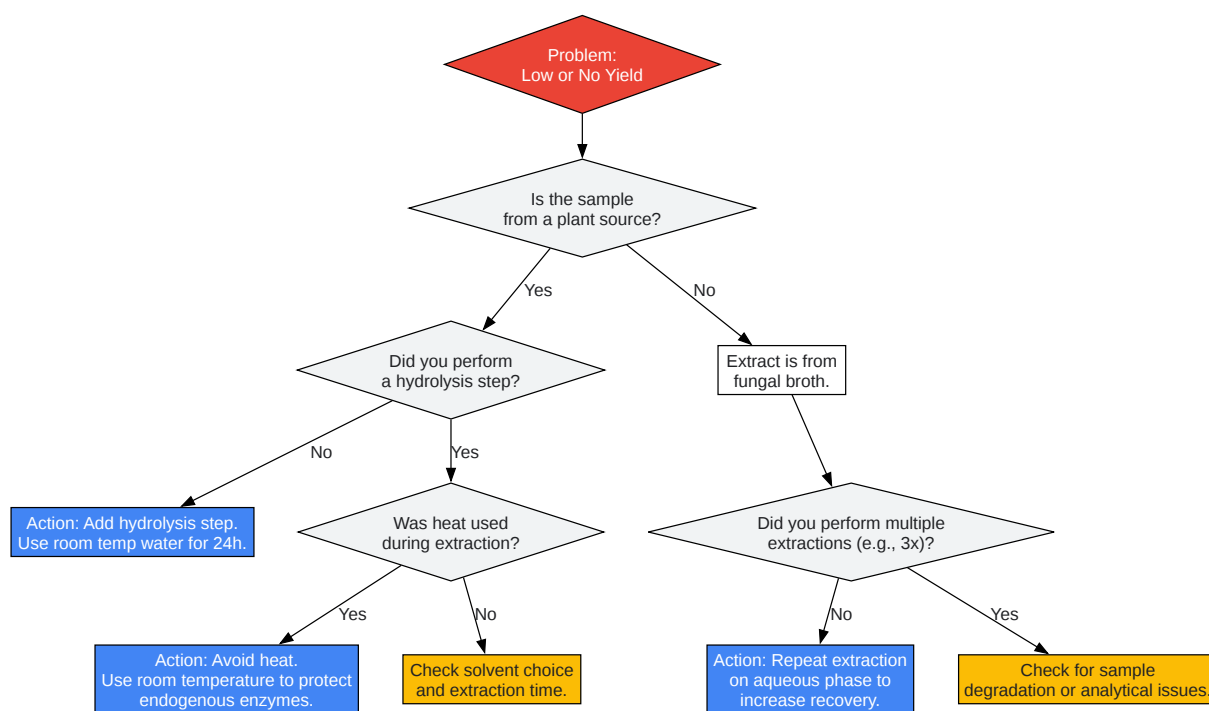 Problem:
Low or No Yield
Is the sample
from a plant source?
Yes
No
Did you perform
a hydrolysis step?
Extract is from
fungal broth.
No
Yes
Action: Add hydrolysis step.
Use room temp water for 24h.
Was heat used
during extraction?
Did you perform multiple
extractions (e.g., 3x)?
Yes
No
No
Yes
Action: Avoid heat.
Use room temperature to protect
endogenous enzymes.
Check solvent choice
and extraction time.
Action: Repeat extraction
on aqueous phase to
increase recovery.
Check for sample
degradation or analytical issues.